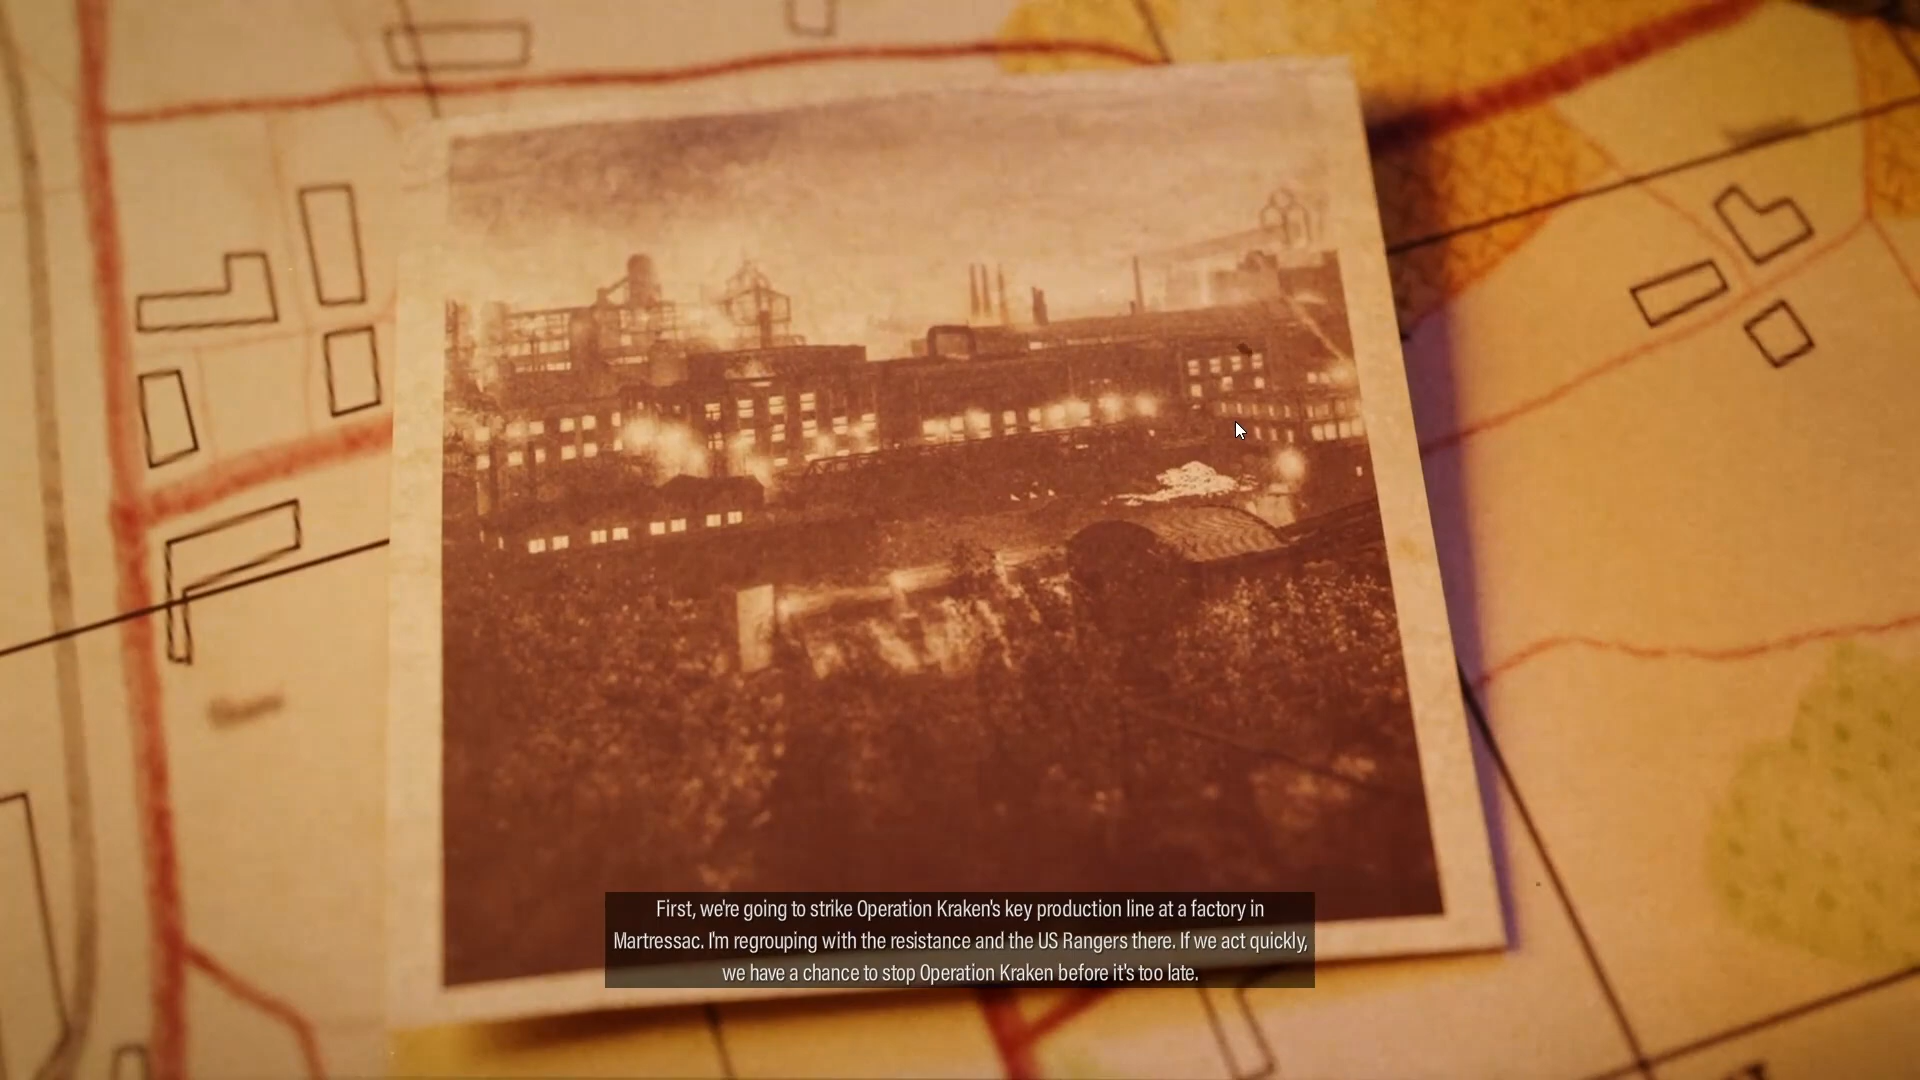 First, we're going to strike Operation Kraken's key production line at a factory in
Martressac. I'm regrouping with the resistance and the US Rangers there. If we act quickly,
we have a chance to stop Operation Kraken before it's too late.